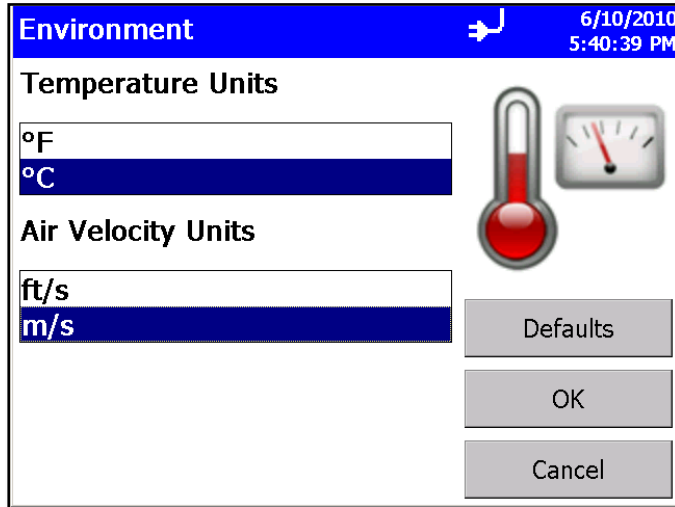 Environment
6/10/2010
5:40:39 PM
Temperature Units
°F
°C
Air Velocity Units
ft/s
m/s
Defaults
OK
Cancel